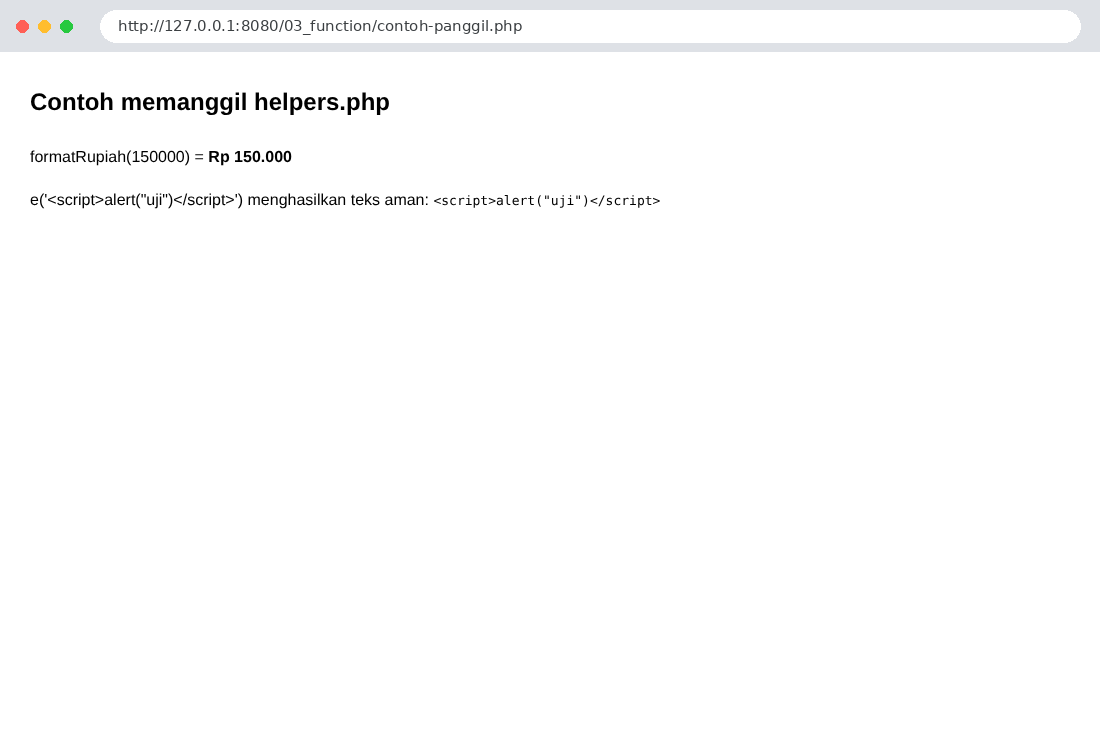 http://127.0.0.1:8080/03_function/contoh-panggil.php
Contoh memanggil helpers.php
formatRupiah(150000) = Rp 150.000
e('<script>alert("uji")</script>') menghasilkan teks aman: <script>alert("uji")</script>